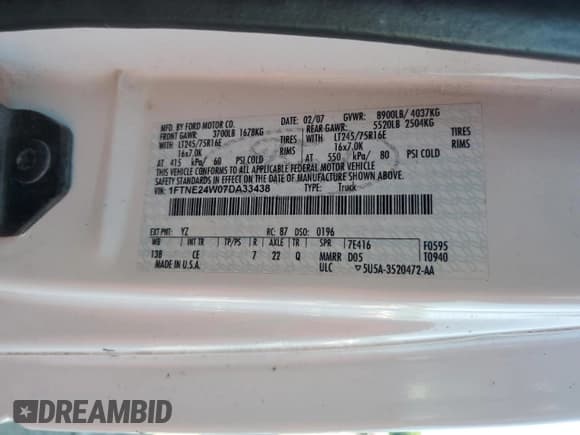 MFD. BY FORD MOTOR CO. 02/07 GVWR: 8900LB/ 4037KG
FRONT GAWR: 3700LB 1678KG REAR GAWR: 5520LB 2504KG
WITH LT245/75R16E TIRES WITH LT245/75R16E TIRES
16x7.0K RIMS 16x7.0K RIMS
AT 415 kPa/ 60 PSI COLD AT 550 kPa/ 80 PSI COLD
THIS VEHICLE CONFORMS TO ALL APPLICABLE FEDERAL MOTOR VEHICLE
SAFETY STANDARDS IN EFFECT ON THE DATE OF MANUFACTURE SHOWN ABOVE.
VIN: 1FTNE24W07DA33438 TYPE: Truck
EXT PNT: YZ RC: 87 DSO: 0196
WB INT TR TP/PS R AXLE TR SPR 7E416 F0595
138 CE 7 22 Q MMRR D05 T0940
MADE IN U.S.A. ULC 5U5A-3520472-AA
DREAMBID